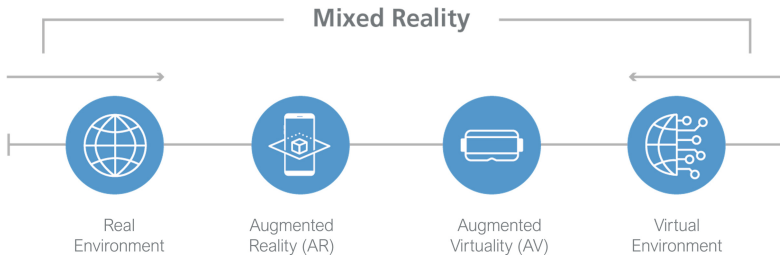 Mixed Reality
Real
Environment
Augmented
Reality (AR)
Augmented
Virtuality (AV)
Virtual
Environment